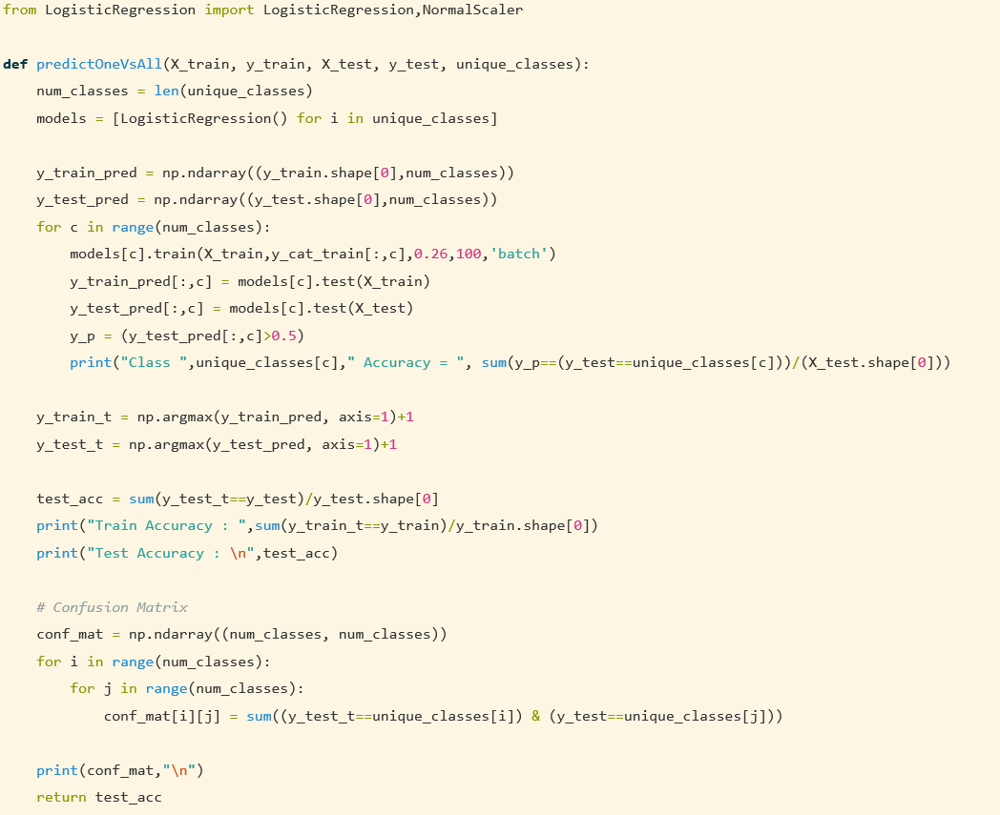 from LogisticRegression import LogisticRegression,NormalScaler
def predictOneVsAll(X_train, y_train, X_test, y_test, unique_classes):
    num_classes = len(unique_classes)
    models = [LogisticRegression() for i in unique_classes]
    y_train_pred = np.ndarray((y_train.shape[0],num_classes))
    y_test_pred = np.ndarray((y_test.shape[0],num_classes))
    for c in range(num_classes):
        models[c].train(X_train,y_cat_train[:,c],0.26,100,'batch')
        y_train_pred[:,c] = models[c].test(X_train)
        y_test_pred[:,c] = models[c].test(X_test)
        y_p = (y_test_pred[:,c]>0.5)
        print("Class ",unique_classes[c]," Accuracy = ", sum(y_p==(y_test==unique_classes[c]))/(X_test.shape[0]))
    y_train_t = np.argmax(y_train_pred, axis=1)+1
    y_test_t = np.argmax(y_test_pred, axis=1)+1
    test_acc = sum(y_test_t==y_test)/y_test.shape[0]
    print("Train Accuracy : ",sum(y_train_t==y_train)/y_train.shape[0])
    print("Test Accuracy : \n",test_acc)
    # Confusion Matrix
    conf_mat = np.ndarray((num_classes, num_classes))
    for i in range(num_classes):
        for j in range(num_classes):
            conf_mat[i][j] = sum((y_test_t==unique_classes[i]) & (y_test==unique_classes[j]))
    print(conf_mat,"\n")
    return test_acc